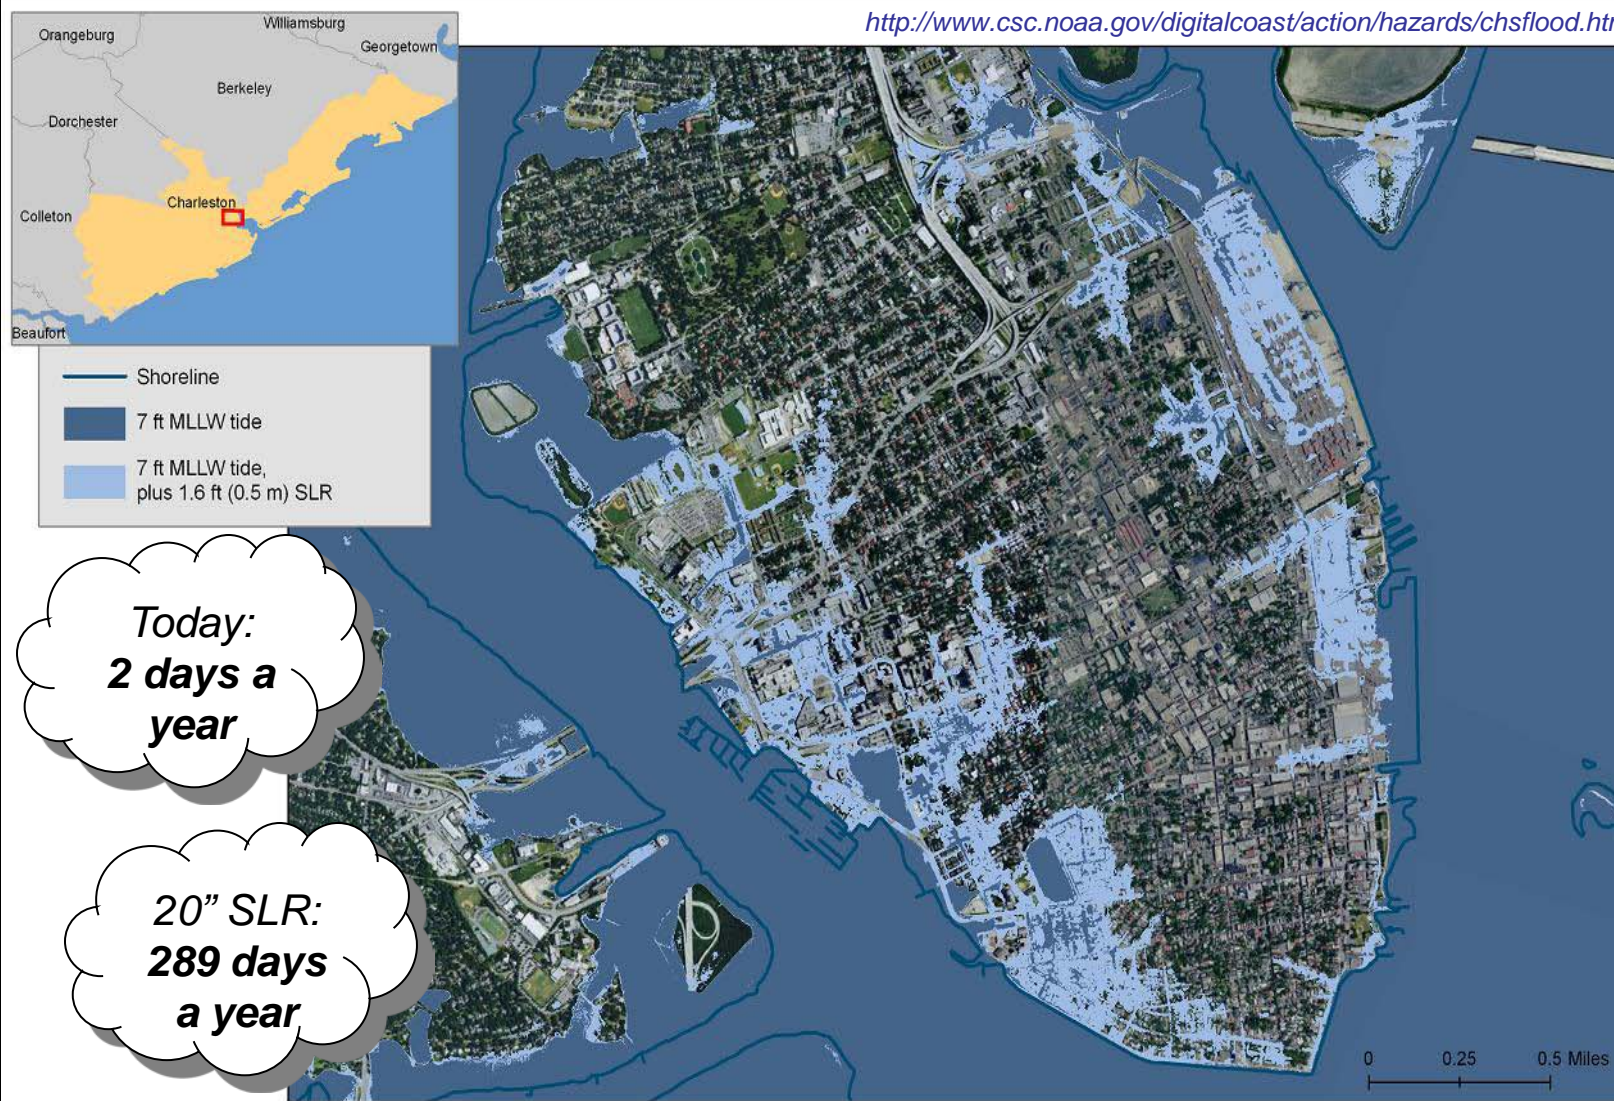 http://www.csc.noaa.gov/digitalcoast/action/hazards/chsflood.htm
Williamsburg
Orangeburg
Georgetown
Berkeley
Dorchester
Charleston
Colleton
Beaufort
Shoreline
7 ft MLLW tide
7 ft MLLW tide,
plus 1.6 ft (0.5 m) SLR
Today:
2 days a
year
20” SLR:
289 days
a year
0 0.25 0.5 Miles